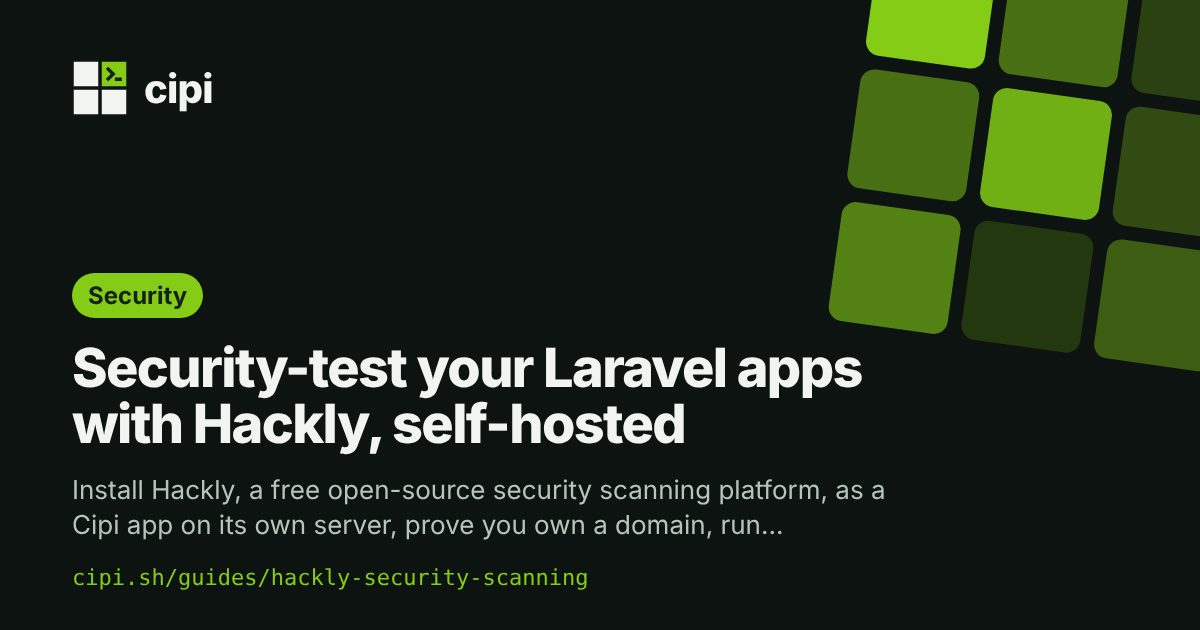 cipi
Security
Security-test your Laravel apps
with Hackly, self-hosted
Install Hackly, a free open-source security scanning platform, as a
Cipi app on its own server, prove you own a domain, run...
cipi.sh/guides/hackly-security-scanning